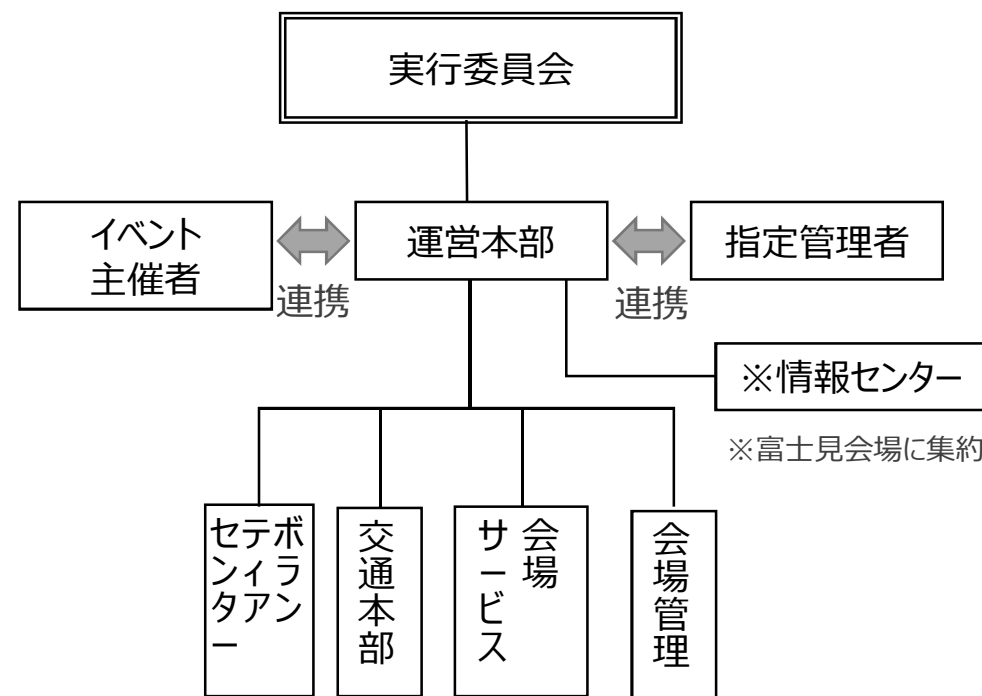 実行委員会
イベント
主催者
運営本部
指定管理者
連携
連携
※情報センター
※富士見会場に集約
ボラン
ティア
センター
交通本部
会場
サービス
会場管理